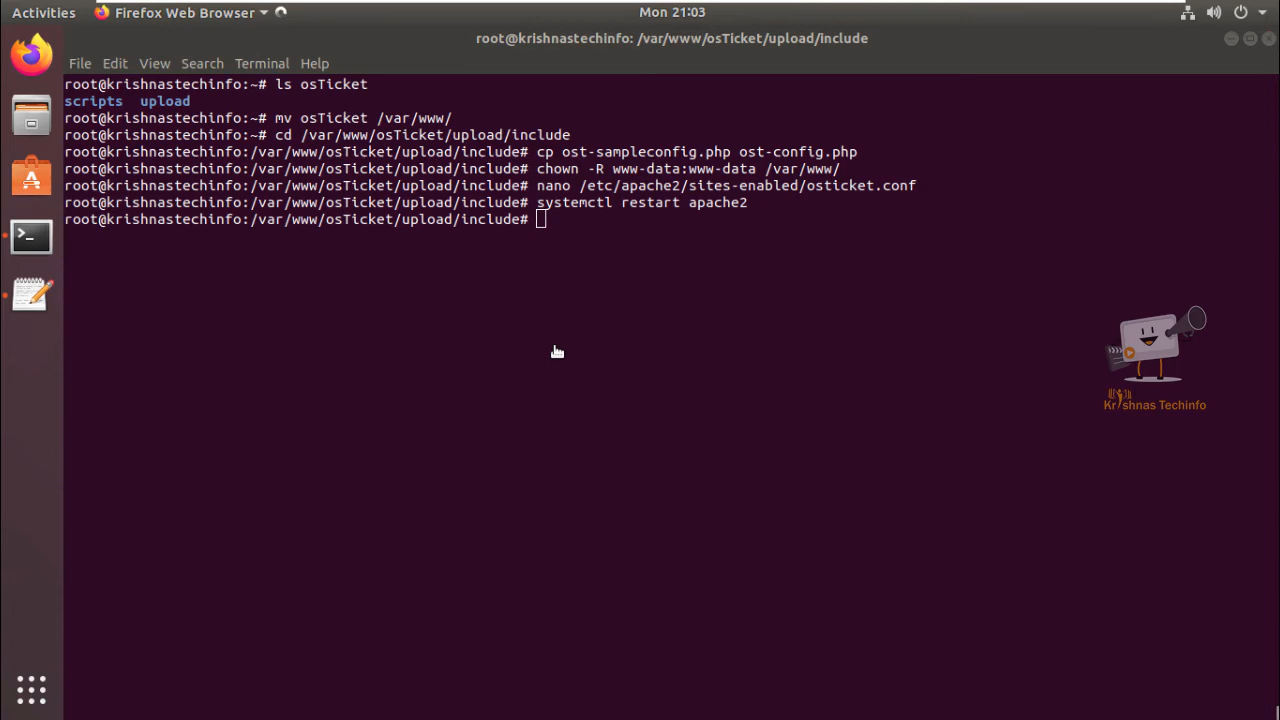 Activities Firefox Web Browser Mon 21:03
root@krishnastechinfo: /var/www/osTicket/upload/include
File Edit View Search Terminal Help
root@krishnastechinfo:~# ls osTicket
scripts upload
root@krishnastechinfo:~# mv osTicket /var/www/
root@krishnastechinfo:~# cd /var/www/osTicket/upload/include
root@krishnastechinfo:/var/www/osTicket/upload/include# cp ost-sampleconfig.php ost-config.php
root@krishnastechinfo:/var/www/osTicket/upload/include# chown -R www-data:www-data /var/www/
root@krishnastechinfo:/var/www/osTicket/upload/include# nano /etc/apache2/sites-enabled/osticket.conf
root@krishnastechinfo:/var/www/osTicket/upload/include# systemctl restart apache2
root@krishnastechinfo:/var/www/osTicket/upload/include#
Krishnas Techinfo